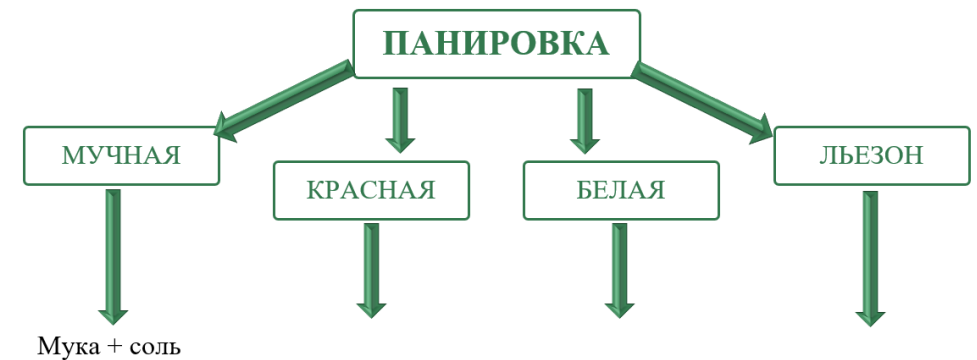 ПАНИРОВКА
МУЧНАЯ
КРАСНАЯ
БЕЛАЯ
ЛЬЕЗОН
Мука + соль